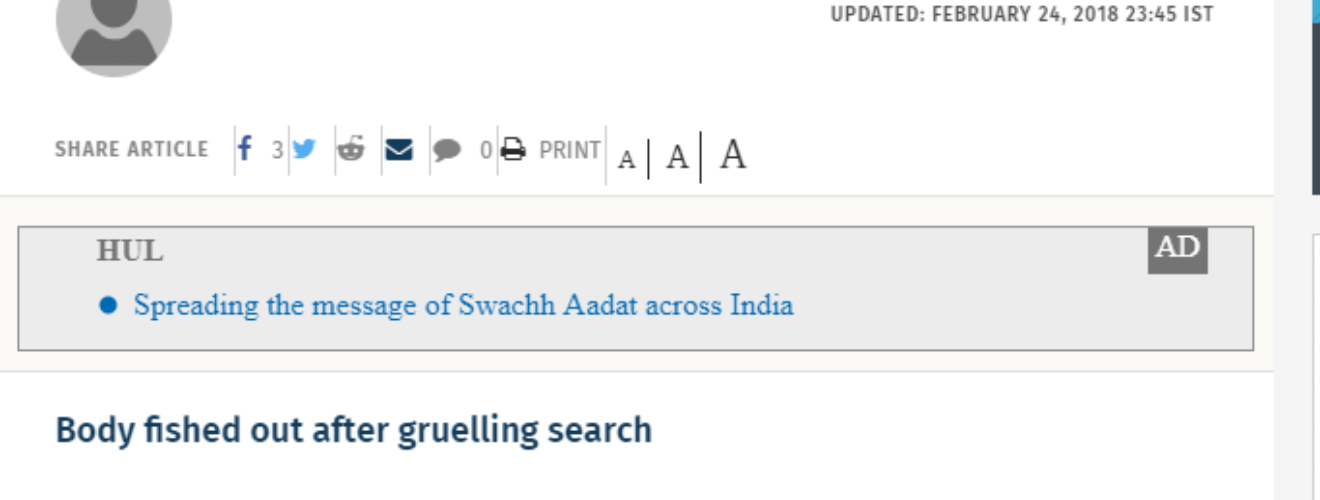 UPDATED: FEBRUARY 24, 2018 23:45 IST
SHARE ARTICLE f 3 0 PRINT A A A
HUL AD
Spreading the message of Swachh Aadat across India
Body fished out after gruelling search